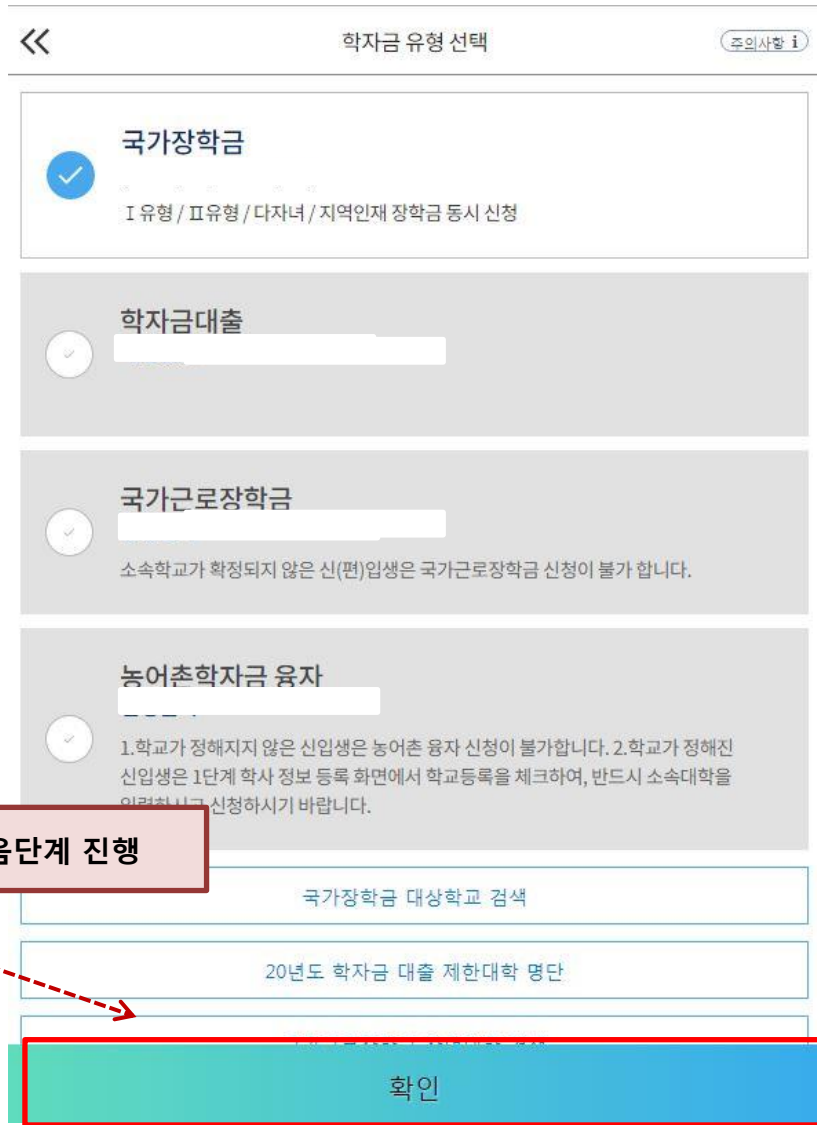 학자금 유형 선택
주의사항 i
국가장학금
Ⅰ유형 / Ⅱ유형 / 다자녀 / 지역인재 장학금 동시 신청
학자금대출
국가근로장학금
소속학교가 확정되지 않은 신(편)입생은 국가근로장학금 신청이 불가 합니다.
농어촌학자금 융자
1.학교가 정해지지 않은 신입생은 농어촌 융자 신청이 불가합니다. 2.학교가 정해진
신입생은 1단계 학사 정보 등록 화면에서 학교등록을 체크하여, 반드시 소속대학을
신청하시기 바랍니다.
음단계 진행
국가장학금 대상학교 검색
20년도 학자금 대출 제한대학 명단
확인